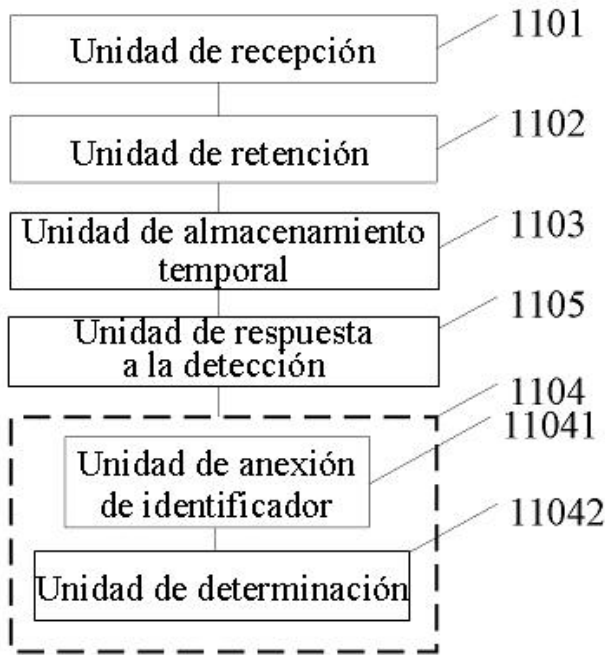 Unidad de recepción
1101
Unidad de retención
1102
Unidad de almacenamiento
temporal
1103
Unidad de respuesta
a la detección
1105
1104
Unidad de anexión
de identificador
11041
Unidad de determinación
11042